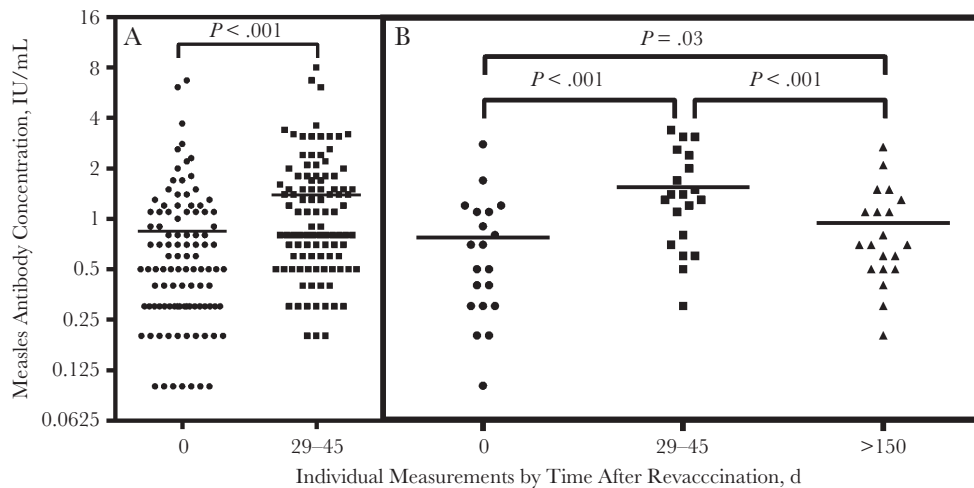 16
8
4
2
1
0.5
0.25
0.125
0.0625
Measles Antibody Concentration, IU/mL
A
P < .001
0
29–45
B
P = .03
P < .001
P < .001
0
29–45
>150
Individual Measurements by Time After Revacccination, d